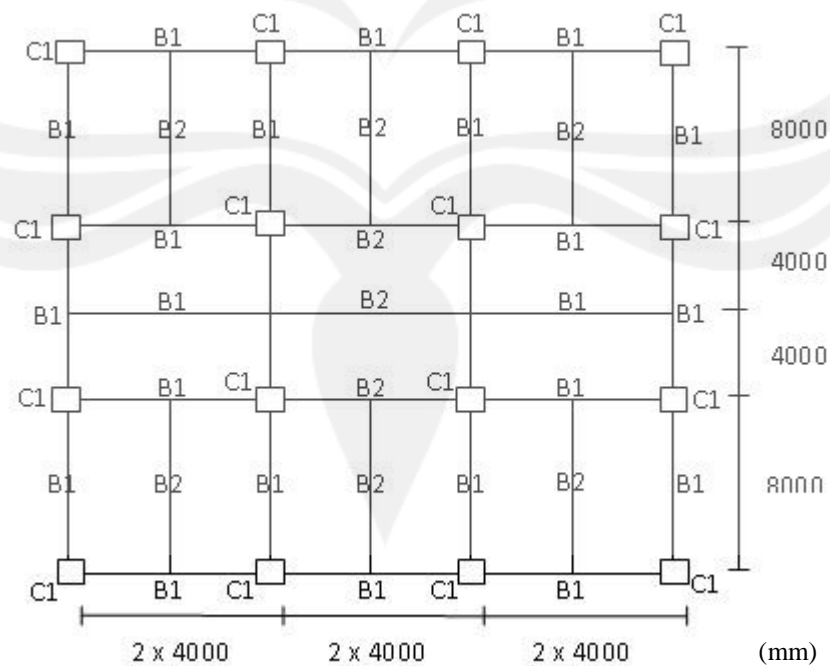 C1 B1 C1 B1 C1 B1 C1
B1 B2 B1 B2 B1 B2 B1 8000
C1 C1 C1 C1
B1 B2 B1
4000
B1 B1 B2 B1 B1
4000
C1 B1 C1 B2 C1 B1 C1
B1 B2 B1 B2 B1 B2 B1 8000
C1 B1 C1 B1 C1 B1 C1
2 x 4000 2 x 4000 2 x 4000 (mm)